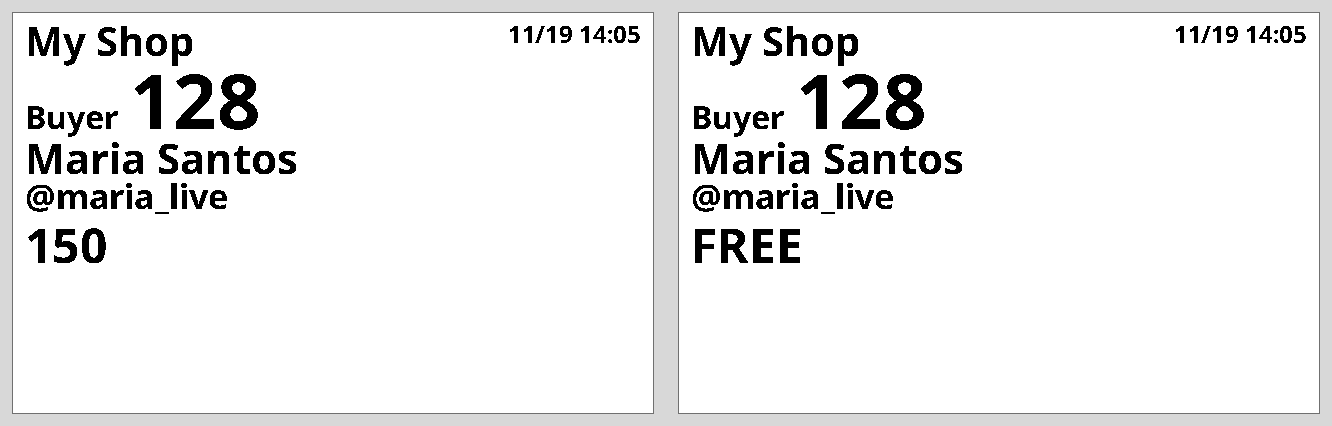 My Shop 11/19 14:05
Buyer 128
Maria Santos
@maria_live
150
My Shop 11/19 14:05
Buyer 128
Maria Santos
@maria_live
FREE